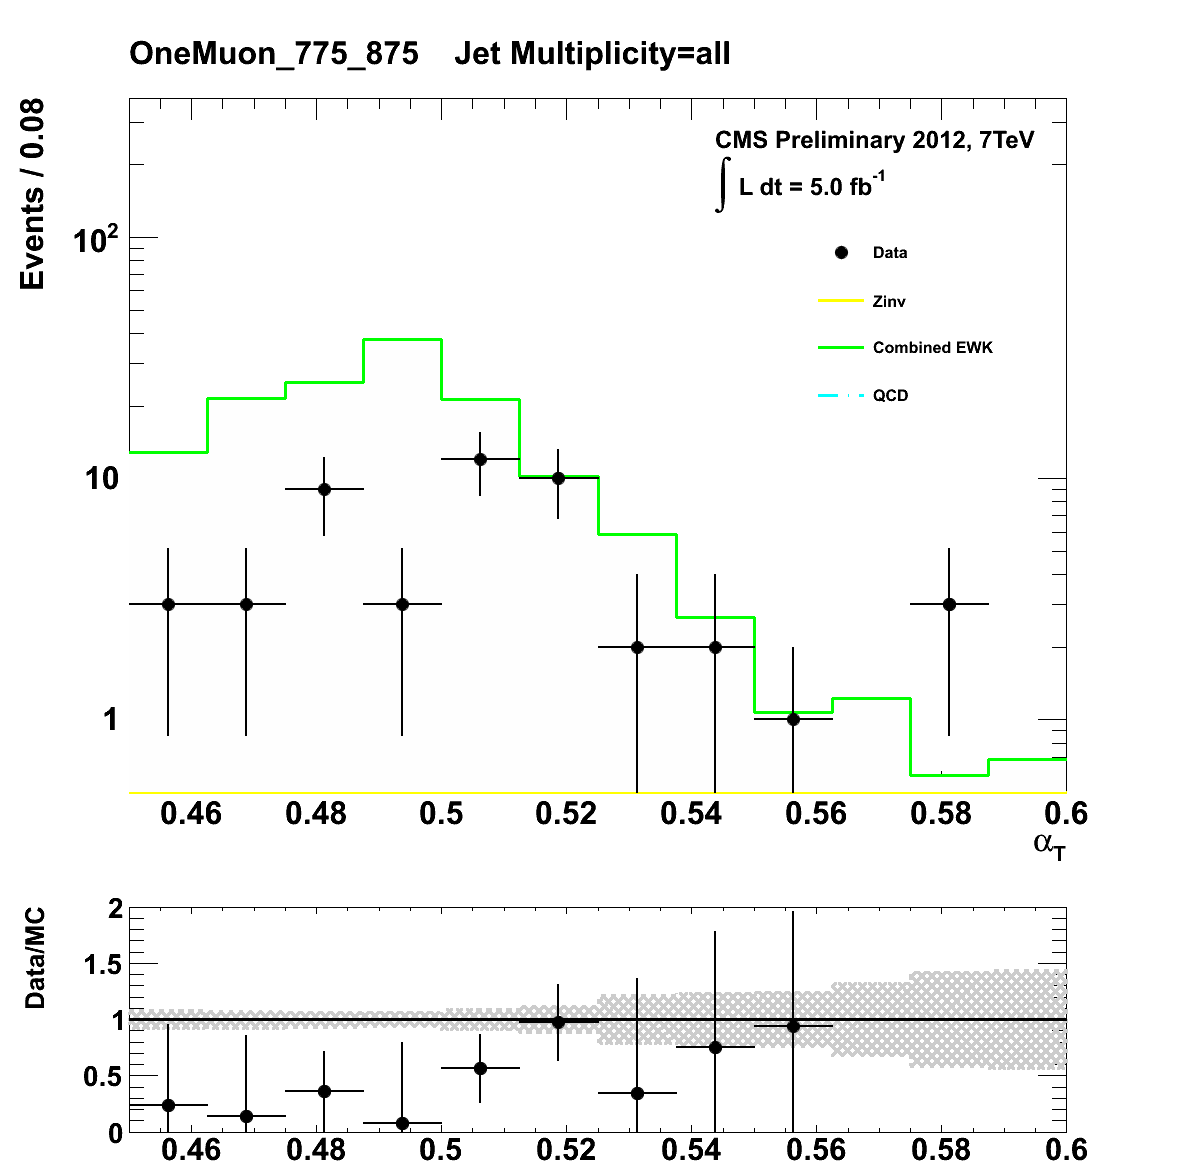 OneMuon_775_875 Jet Multiplicity=all
Events / 0.08
CMS Preliminary 2012, 7TeV
∫ L dt = 5.0 fb⁻¹
Data
Zinv
Combined EWK
QCD
10²
10
1
0.46 0.48 0.5 0.52 0.54 0.56 0.58 0.6
α_T
Data/MC
2
1.5
1
0.5
0
0.46 0.48 0.5 0.52 0.54 0.56 0.58 0.6